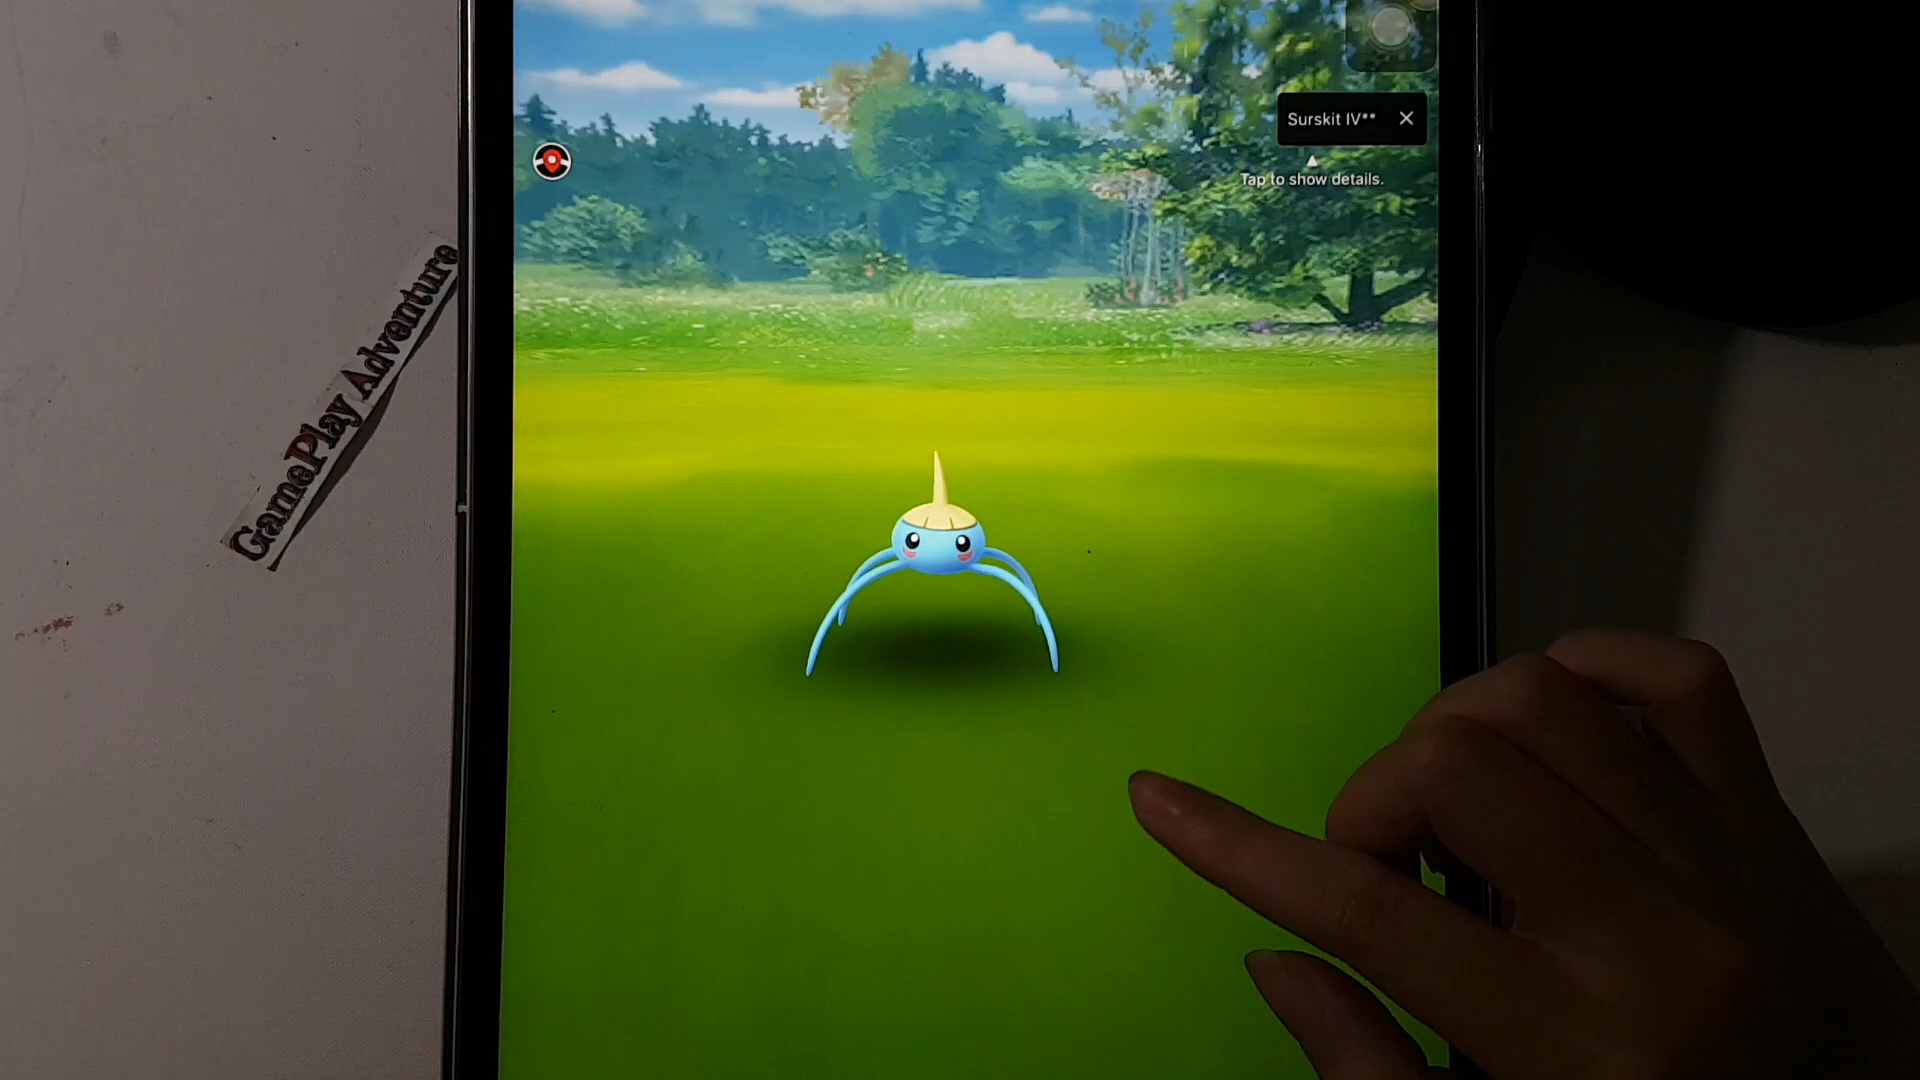 Surskit IV** ×
Tap to show details.
GamePlay Adventure